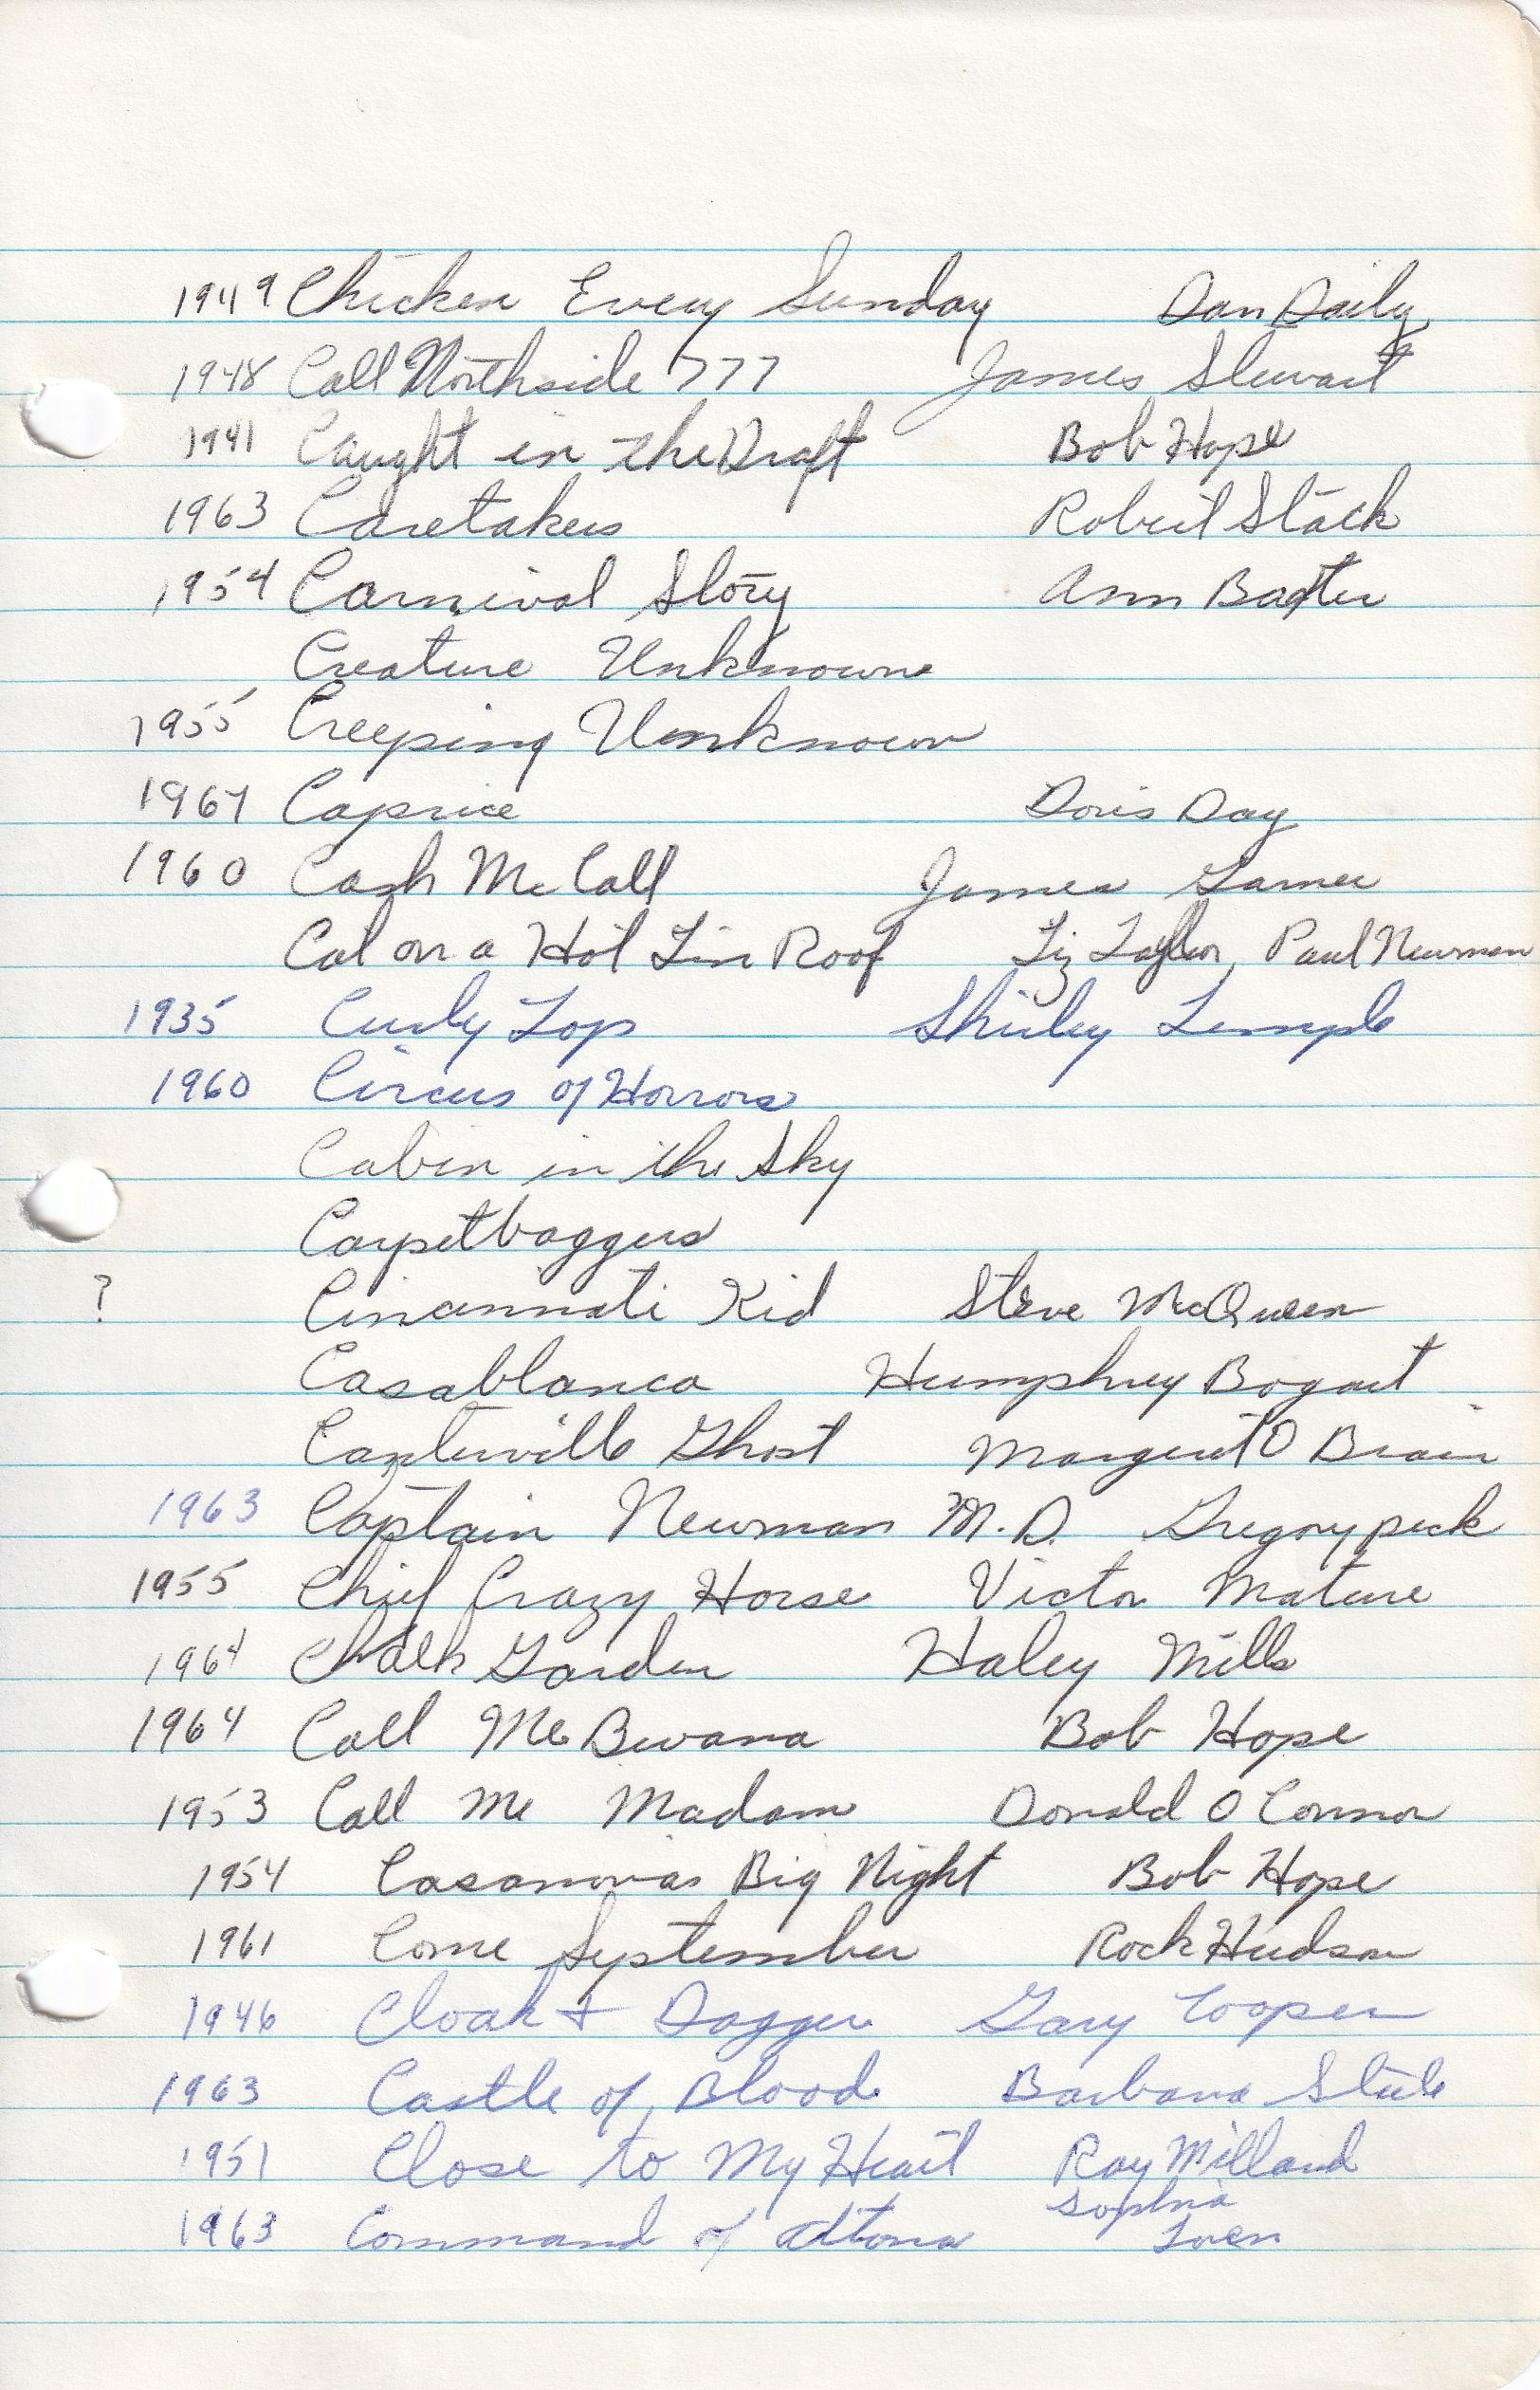 1949 Chicken Every Sunday Dan Daily
1948 Call Northside 777 James Stewart
1941 Caught in the Draft Bob Hope
1963 Caretakers Robert Stack
1954 Carnival Story Ann Baxter
Creature Unknowne
1955 Creeping Unknown
1967 Caprice Doris Day
1960 Cash McCall James Garner
Cat on a Hot Tin Roof Liz Taylor, Paul Newman
1935 Curly Top Shirley Temple
1960 Circus of Horrors
Cabin in the Sky
Carpetbaggers
? Cincinnati Kid Steve McQueen
Casablanca Humphrey Bogart
Canterville Ghost Margeret O Brain
1963 Captain Newman M.D. Gregory peck
1955 Chief Crazy Horse Victor Mature
1964 Chalk Garden Haley Mills
1964 Call Me Bwana Bob Hope
1953 Call Me Madam Donald O Connor
1954 Casanovas Big Night Bob Hope
1961 Come September Rock Hudson
1946 Cloak + Dagger Gary Cooper
1963 Castle of Blood Barbara Steele
1951 Close to My Heart Ray Milland
1963 Command of Altona Sophia
Loren